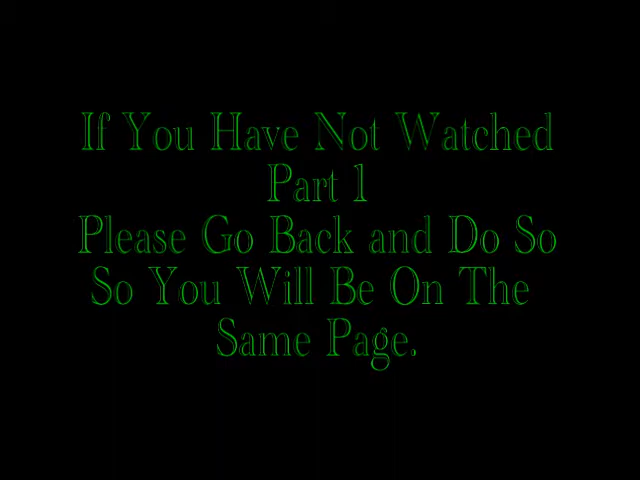 If You Have Not Watched
Part 1
Please Go Back and Do So
So You Will Be On The
Same Page.